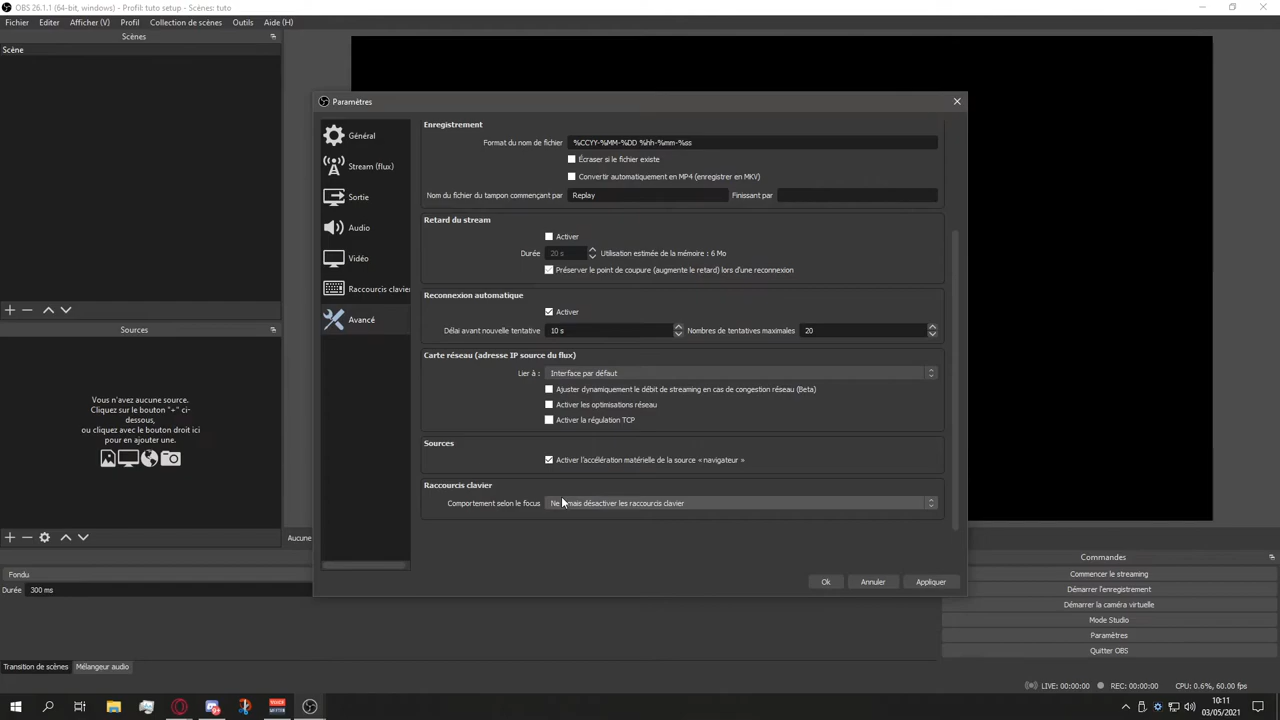 OBS 26.1.1 (64-bit, windows) - Profil: tuto setup - Scènes: tuto
Fichier Editer Afficher (V) Profil Collection de scènes Outils Aide (H)
Scènes
Scène
Sources
Vous n'avez aucune source.
Cliquez sur le bouton "+" ci-
dessous,
ou cliquez avec le bouton droit ici
pour en ajouter une.
Aucune
Fondu
Durée 300 ms
Transition de scènes Mélangeur audio
Paramètres
Général
Stream (flux)
Sortie
Audio
Vidéo
Raccourcis clavier
Avancé
Enregistrement
Format du nom de fichier %CCYY-%MM-%DD %hh-%mm-%ss
Écraser si le fichier existe
Convertir automatiquement en MP4 (enregistrer en MKV)
Nom du fichier du tampon commençant par Replay Finissant par
Retard du stream
Activer
Durée 20 s Utilisation estimée de la mémoire : 6 Mo
Préserver le point de coupure (augmente le retard) lors d'une reconnexion
Reconnexion automatique
Activer
Délai avant nouvelle tentative 10 s Nombres de tentatives maximales 20
Carte réseau (adresse IP source du flux)
Lier à : Interface par défaut
Ajuster dynamiquement le débit de streaming en cas de congestion réseau (Beta)
Activer les optimisations réseau
Activer la régulation TCP
Sources
Activer l'accélération matérielle de la source « navigateur »
Raccourcis clavier
Comportement selon le focus Ne jamais désactiver les raccourcis clavier
Ok Annuler Appliquer
Commandes
Commencer le streaming
Démarrer l'enregistrement
Démarrer la caméra virtuelle
Mode Studio
Paramètres
Quitter OBS
LIVE: 00:00:00 REC: 00:00:00 CPU: 0.6%, 60.00 fps
10:11
03/05/2021